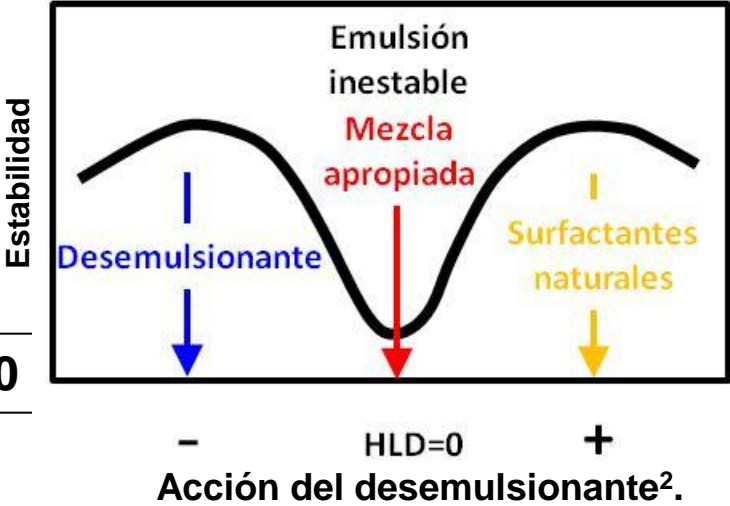 Estabilidad
Emulsión
inestable
Mezcla
apropiada
Desemulsionante
Surfactantes
naturales
0
-
HLD=0
+
Acción del desemulsionante².